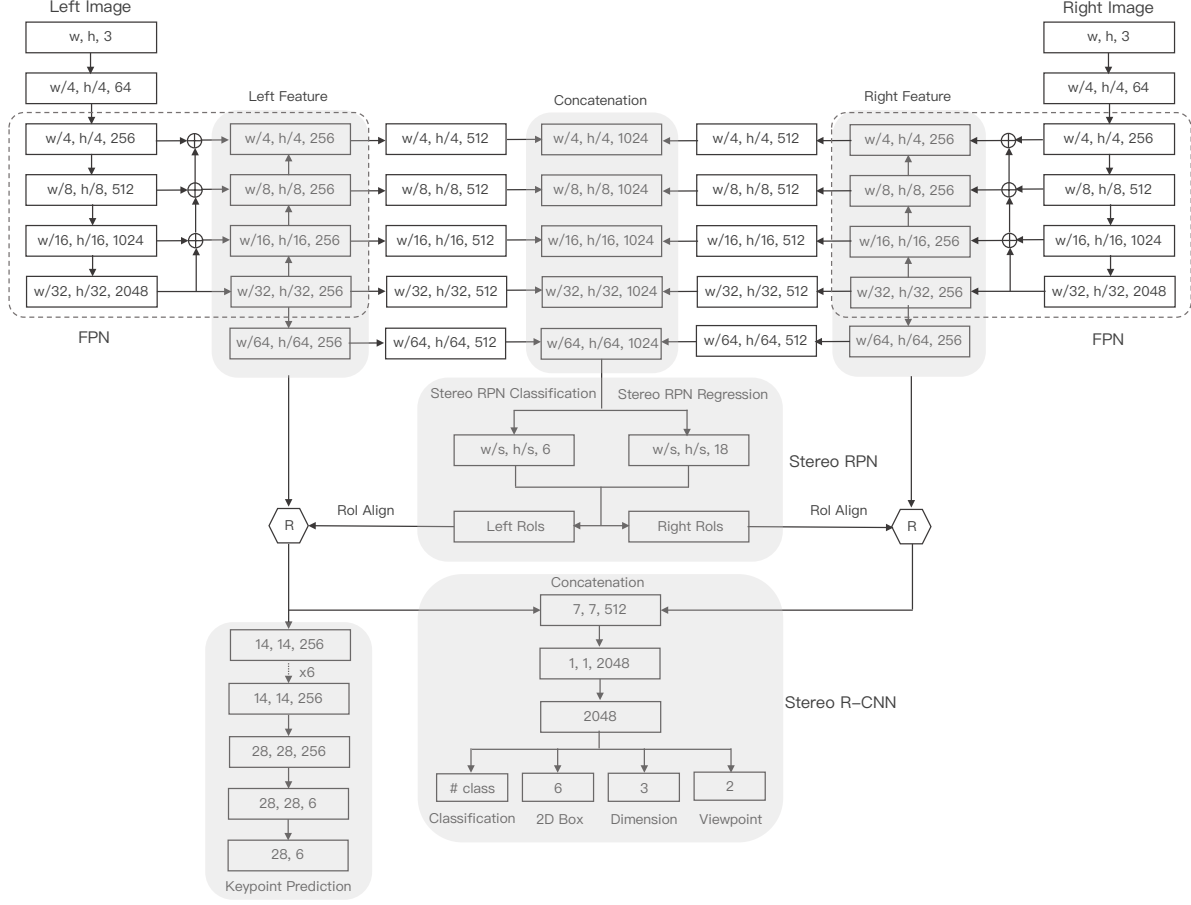 Left Image
Right Image
w, h, 3
w, h, 3
w/4, h/4, 64
w/4, h/4, 64
Left Feature
Concatenation
Right Feature
w/4, h/4, 256
w/4, h/4, 256
w/4, h/4, 512
w/4, h/4, 1024
w/4, h/4, 512
w/4, h/4, 256
w/4, h/4, 256
w/8, h/8, 512
w/8, h/8, 256
w/8, h/8, 512
w/8, h/8, 1024
w/8, h/8, 512
w/8, h/8, 256
w/8, h/8, 512
w/16, h/16, 1024
w/16, h/16, 256
w/16, h/16, 512
w/16, h/16, 1024
w/16, h/16, 512
w/16, h/16, 256
w/16, h/16, 1024
w/32, h/32, 2048
w/32, h/32, 256
w/32, h/32, 512
w/32, h/32, 1024
w/32, h/32, 512
w/32, h/32, 256
w/32, h/32, 2048
FPN
w/64, h/64, 256
w/64, h/64, 512
w/64, h/64, 1024
w/64, h/64, 512
w/64, h/64, 256
FPN
Stereo RPN Classification
Stereo RPN Regression
w/s, h/s, 6
w/s, h/s, 18
Stereo RPN
R
RoI Align
Left RoIs
Right RoIs
RoI Align
R
Concatenation
7, 7, 512
14, 14, 256
x6
1, 1, 2048
14, 14, 256
Stereo R-CNN
2048
28, 28, 256
# class
6
3
2
28, 28, 6
Classification
2D Box
Dimension
Viewpoint
28, 6
Keypoint Prediction